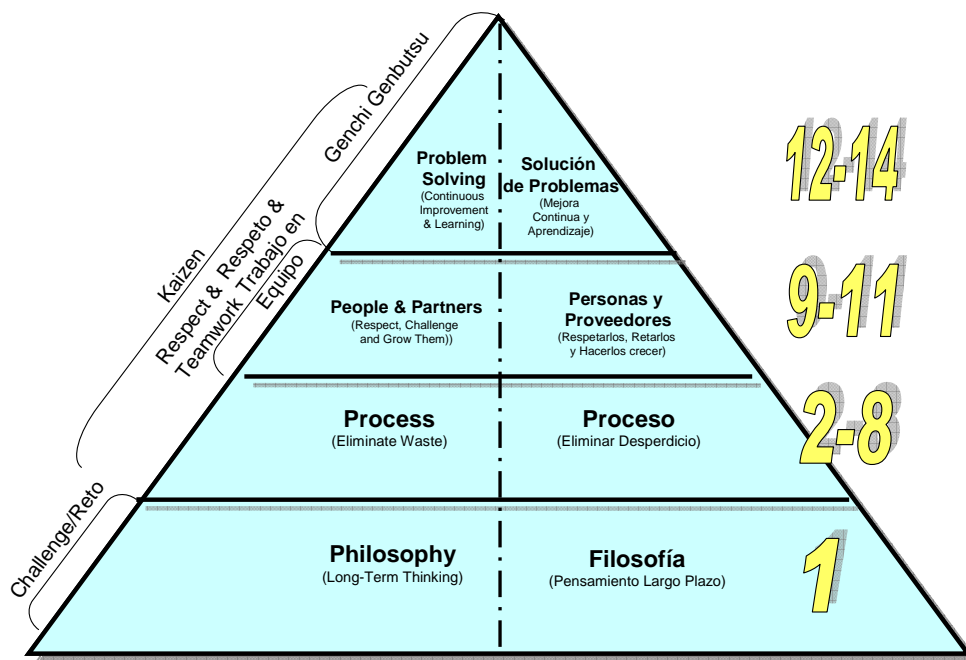 Genchi Genbutsu
Kaizen
Respect & Respeto &
Teamwork Trabajo en
Equipo
Challenge/Reto
Problem
Solving
(Continuous
Improvement
& Learning)
Solución
de Problemas
(Mejora
Continua y
Aprendizaje)
12-14
People & Partners
(Respect, Challenge
and Grow Them))
Personas y
Proveedores
(Respetarlos, Retarlos
y Hacerlos crecer)
9-11
Process
(Eliminate Waste)
Proceso
(Eliminar Desperdicio)
2-8
Philosophy
(Long-Term Thinking)
Filosofía
(Pensamiento Largo Plazo)
1